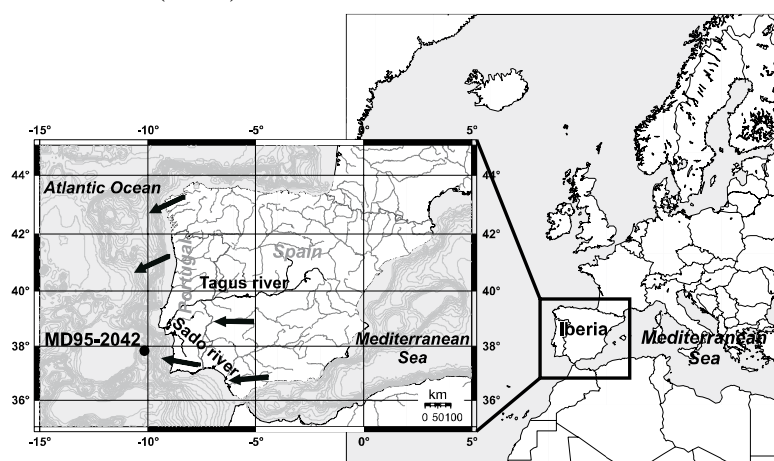 -15°
-10°
-5°
0°
5°
44°
44°
Atlantic Ocean
42°
42°
Portugal
Spain
Tagus river
40°
40°
Iberia
Sado river
MD95-2042
Mediterranean
Sea
Mediterranean
Sea
38°
38°
km
0 50100
36°
36°
-15°
-10°
-5°
0°
5°